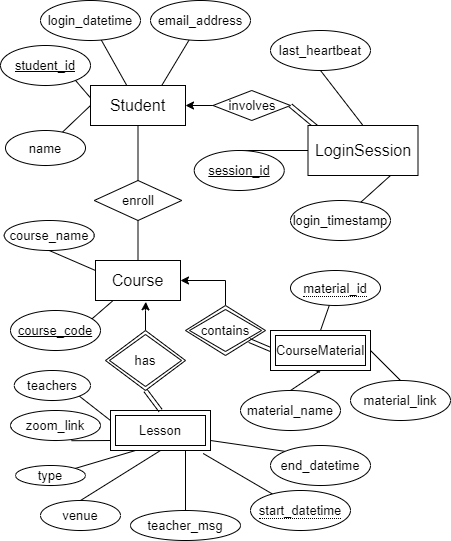 login_datetime
email_address
student_id
last_heartbeat
Student
involves
name
LoginSession
session_id
enroll
login_timestamp
course_name
Course
material_id
course_code
contains
CourseMaterial
has
teachers
material_link
material_name
zoom_link
Lesson
end_datetime
type
start_datetime
venue
teacher_msg